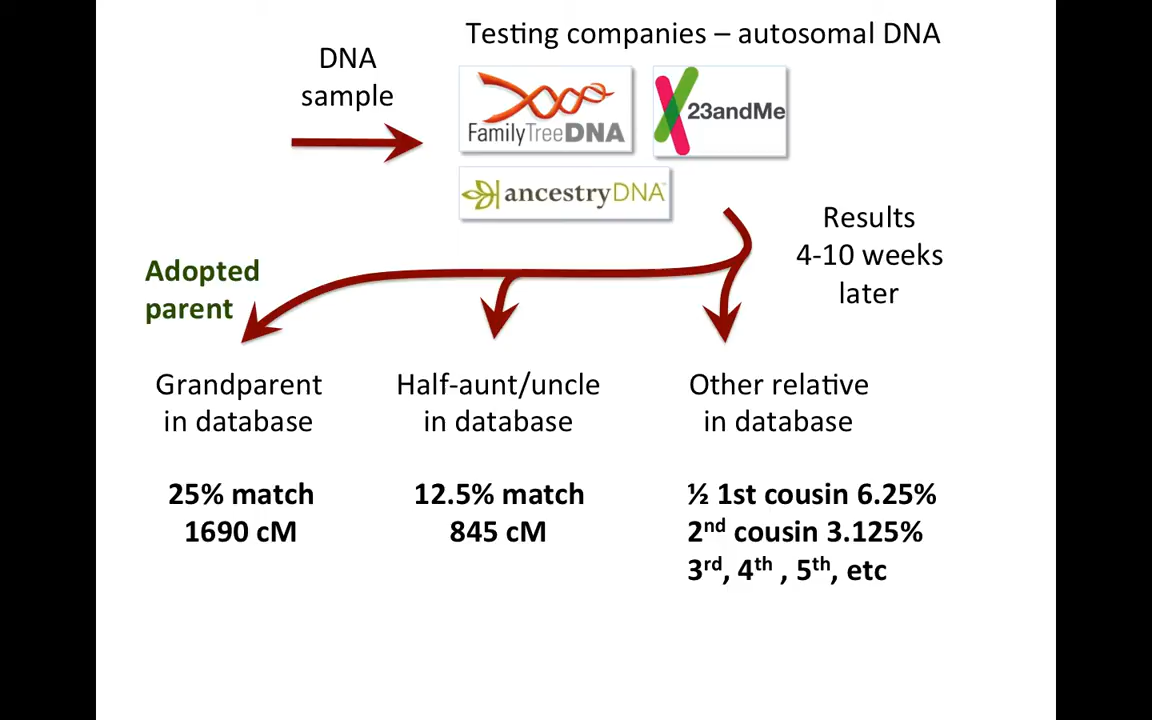 Testing companies – autosomal DNA
DNA
sample
FamilyTreeDNA
23andMe
ancestryDNA™
Results
4-10 weeks
later
Adopted
parent
Grandparent
in database
25% match
1690 cM
Half-aunt/uncle
in database
12.5% match
845 cM
Other relative
in database
½ 1st cousin 6.25%
2nd cousin 3.125%
3rd, 4th , 5th, etc